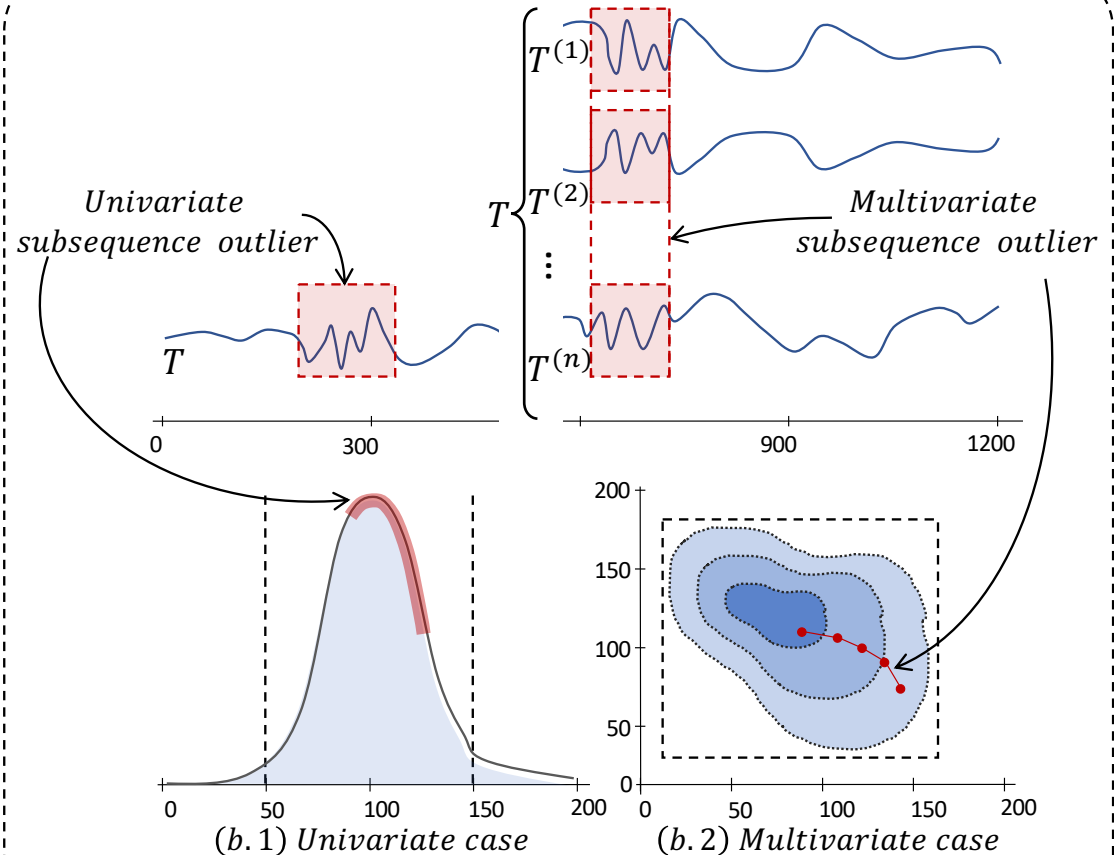 T^(1)
Univariate
subsequence outlier
T
T^(2)
Multivariate
subsequence outlier
⋮
T
T^(n)
0 300
900 1200
0 50 100 150 200
(b.1) Univariate case
200
150
100
50
0
0 50 100 150 200
(b.2) Multivariate case